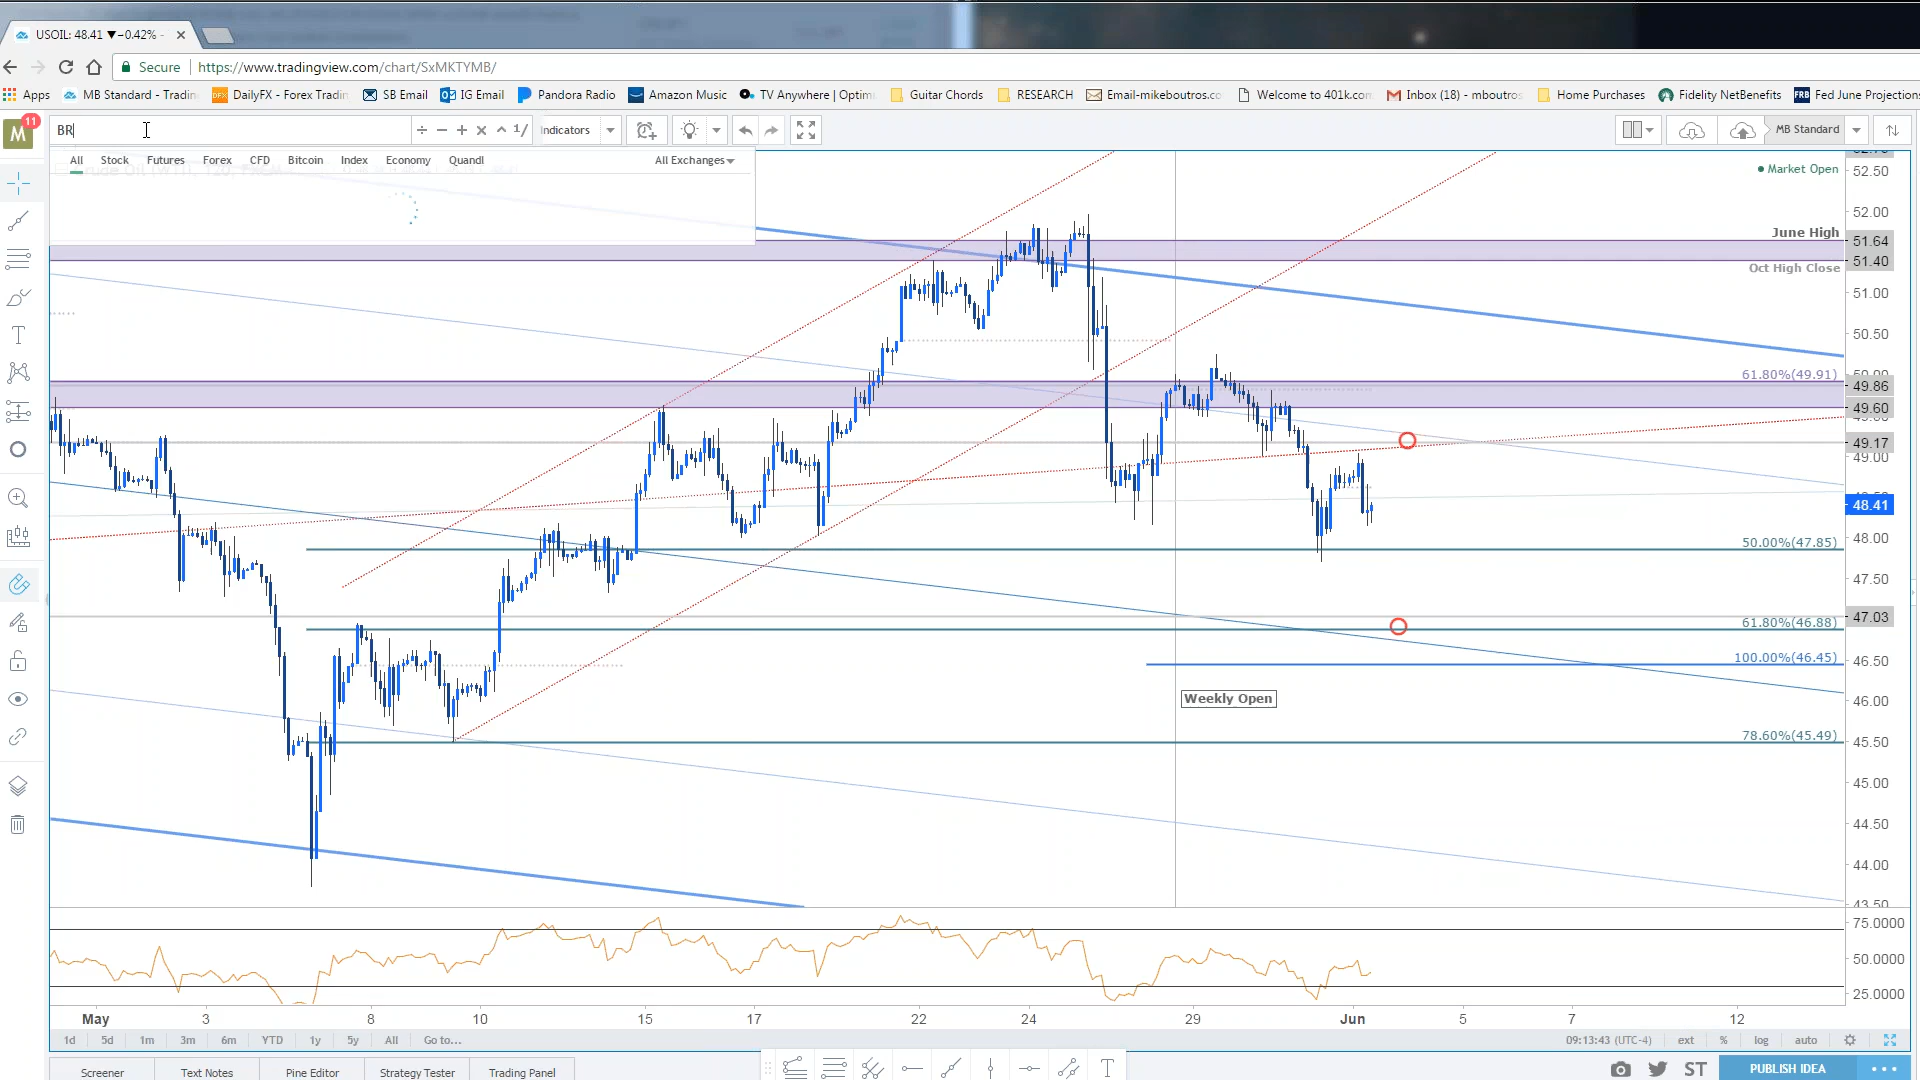 USOIL: 48.41 ▼−0.42% -
Secure
https://www.tradingview.com/chart/SxMKTYMB/
Apps
MB Standard - Tradin
DailyFX - Forex Tradin
SB Email
IG Email
Pandora Radio
Amazon Music
TV Anywhere | Optim
Guitar Chords
RESEARCH
Email-mikeboutros.co
Welcome to 401k.com
Inbox (18) - mboutros
Home Purchases
Fidelity NetBenefits
FRB Fed June Projections
M 11
BR
Indicators
MB Standard
All Stock Futures Forex CFD Bitcoin Index Economy Quandl All Exchanges
Market Open
52.50
52.00
June High
51.64
51.40
Oct High Close
51.00
50.50
61.80%(49.91)
49.86
49.60
49.17
49.00
48.41
48.00
50.00%(47.85)
47.50
47.03
61.80%(46.88)
100.00%(46.45)
46.50
46.00
Weekly Open
78.60%(45.49)
45.50
45.00
44.50
44.00
43.50
75.0000
50.0000
25.0000
May 3 8 10 15 17 22 24 29 Jun 5 7 12
1d 5d 1m 3m 6m YTD 1y 5y All Go to...
09:13:43 (UTC-4) ext % log auto
Screener Text Notes Pine Editor Strategy Tester Trading Panel
ST PUBLISH IDEA